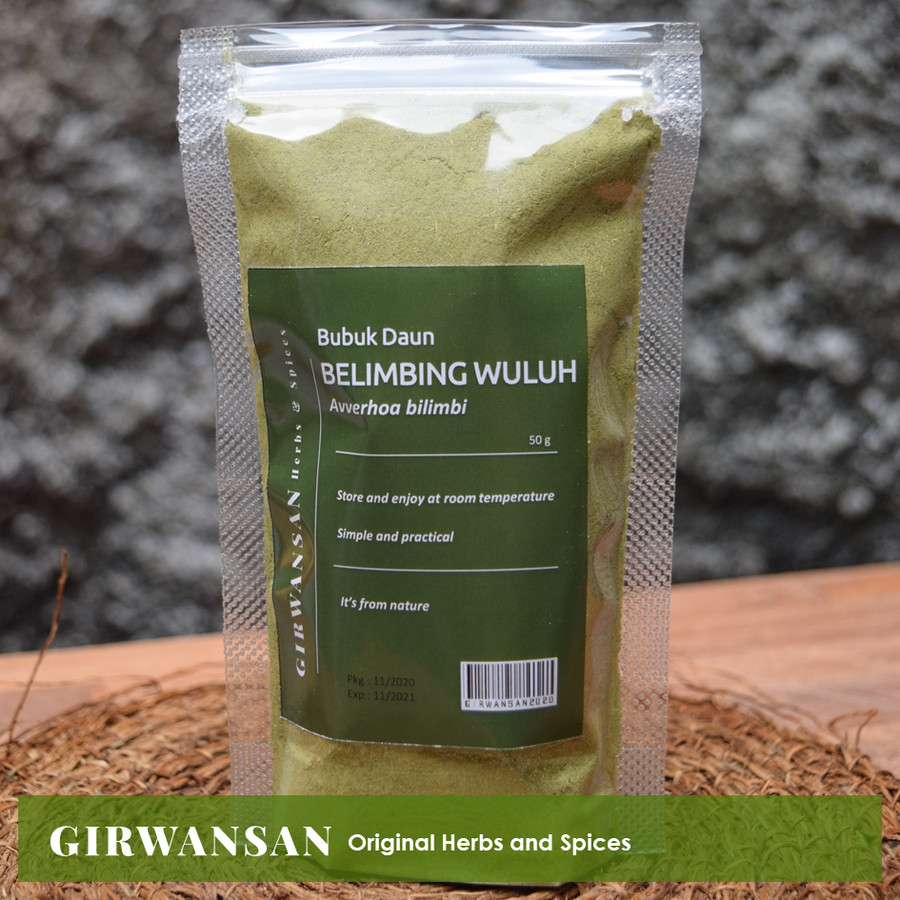 Bubuk Daun
BELIMBING WULUH
Avverhoa bilimbi
50 g
Store and enjoy at room temperature
Simple and practical
It's from nature
Pkg : 11/2020
Exp : 11/2021
GIRWANSAN2020
GIRWANSAN Herbs & Spices
GIRWANSAN Original Herbs and Spices